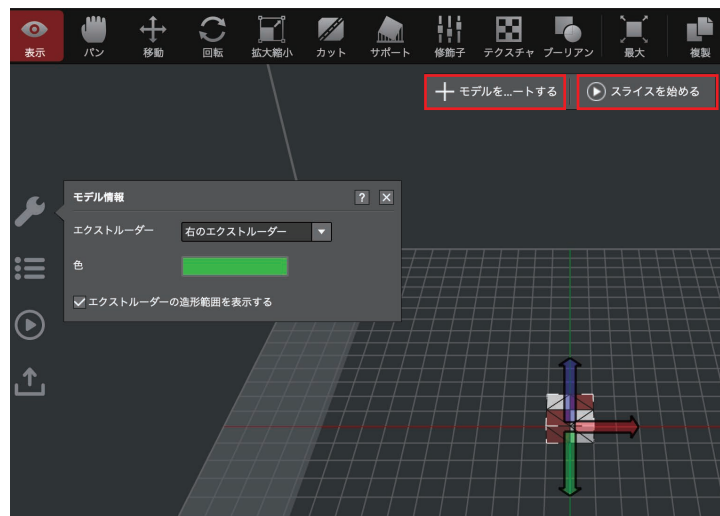 表示 パン 移動 回転 拡大縮小 カット サポート 修飾子 テクスチャ ブーリアン 最大 複製
モデルを...ートする スライスを始める
モデル情報 ?
エクストルーダー 右のエクストルーダー
色
エクストルーダーの造形範囲を表示する